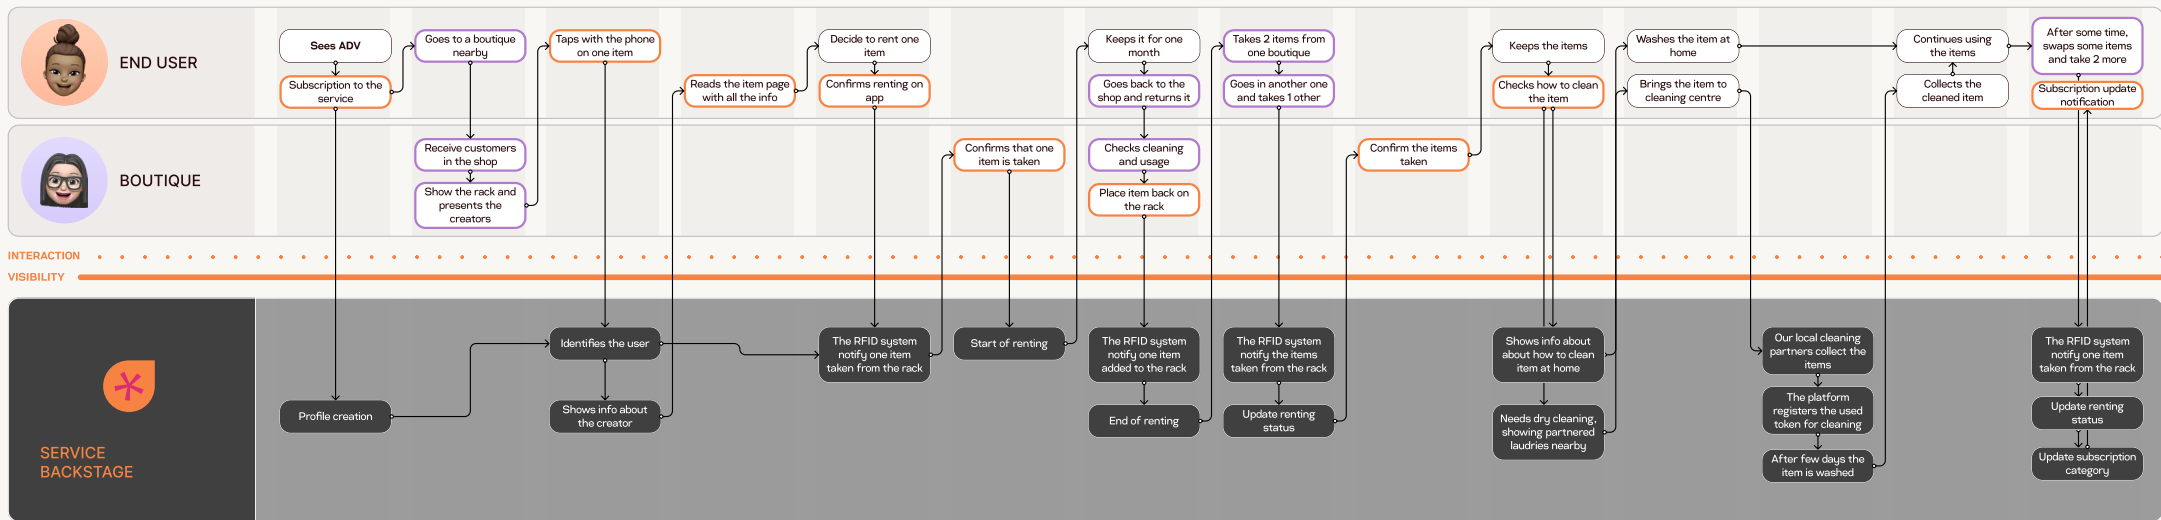 END USER
Sees ADV
Subscription to the
service
Goes to a boutique
nearby
Taps with the phone
on one item
Reads the item page
with all the info
Decide to rent one
item
Confirms renting on
app
Keeps it for one
month
Goes back to the
shop and returns it
Takes 2 items from
one boutique
Goes in another one
and takes 1 other
Keeps the items
Checks how to clean
the item
Washes the item at
home
Brings the item to
cleaning centre
Continues using
the items
Collects the
cleaned item
After some time,
swaps some items
and take 2 more
Subscription update
notification
BOUTIQUE
Receive customers
in the shop
Show the rack and
presents the
creators
Confirms that one
item is taken
Checks cleaning
and usage
Place item back on
the rack
Confirm the items
taken
INTERACTION
VISIBILITY
SERVICE
BACKSTAGE
Profile creation
Identifies the user
Shows info about
the creator
The RFID system
notify one item
taken from the rack
Start of renting
The RFID system
notify one item
added to the rack
End of renting
The RFID system
notify the items
taken from the rack
Update renting
status
Shows info about
about how to clean
item at home
Needs dry cleaning,
showing partnered
laudries nearby
Our local cleaning
partners collect the
items
The platform
registers the used
token for cleaning
After few days the
item is washed
The RFID system
notify one item
taken from the rack
Update renting
status
Update subscription
category